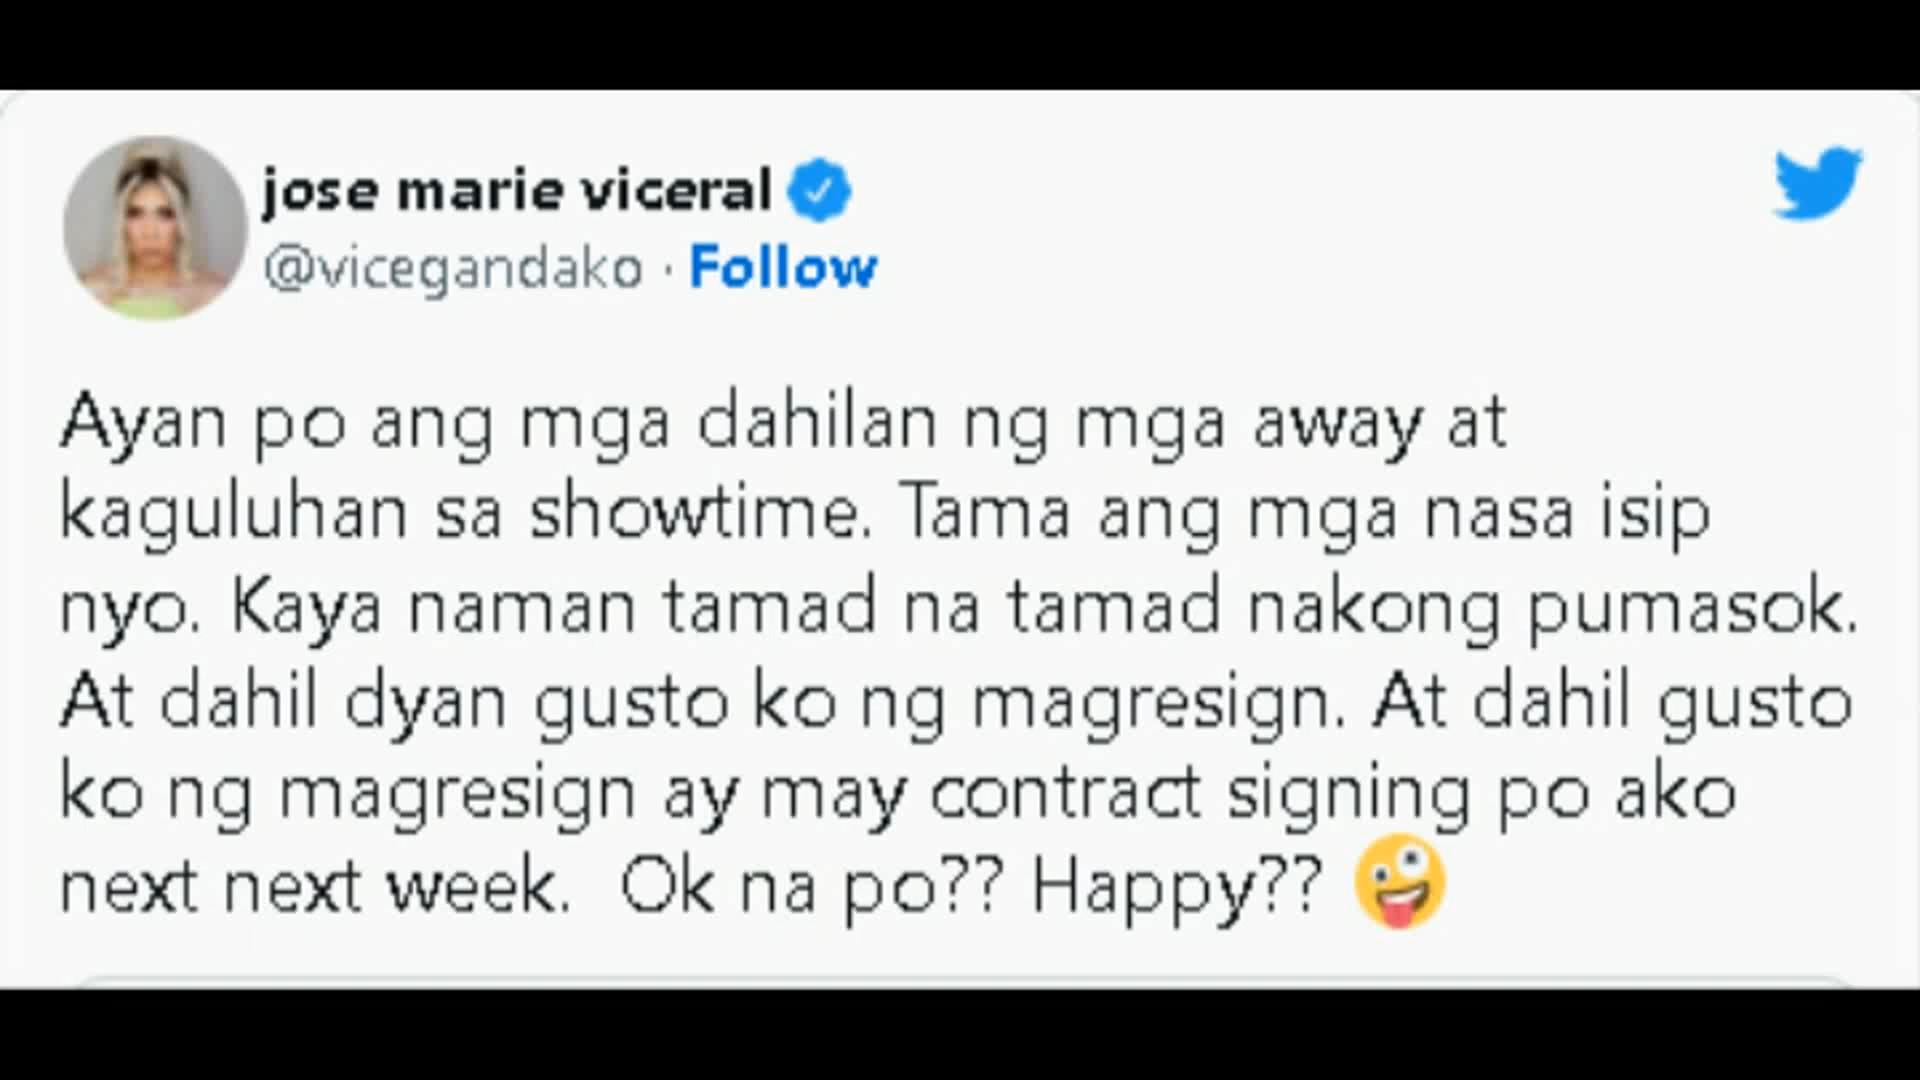 jose marie viceral
@vicegandako · Follow
Ayan po ang mga dahilan ng mga away at
kaguluhan sa showtime. Tama ang mga nasa isip
nyo. Kaya naman tamad na tamad nakong pumasok.
At dahil dyan gusto ko ng magresign. At dahil gusto
ko ng magresign ay may contract signing po ako
next next week.  Ok na po?? Happy?? 🤪